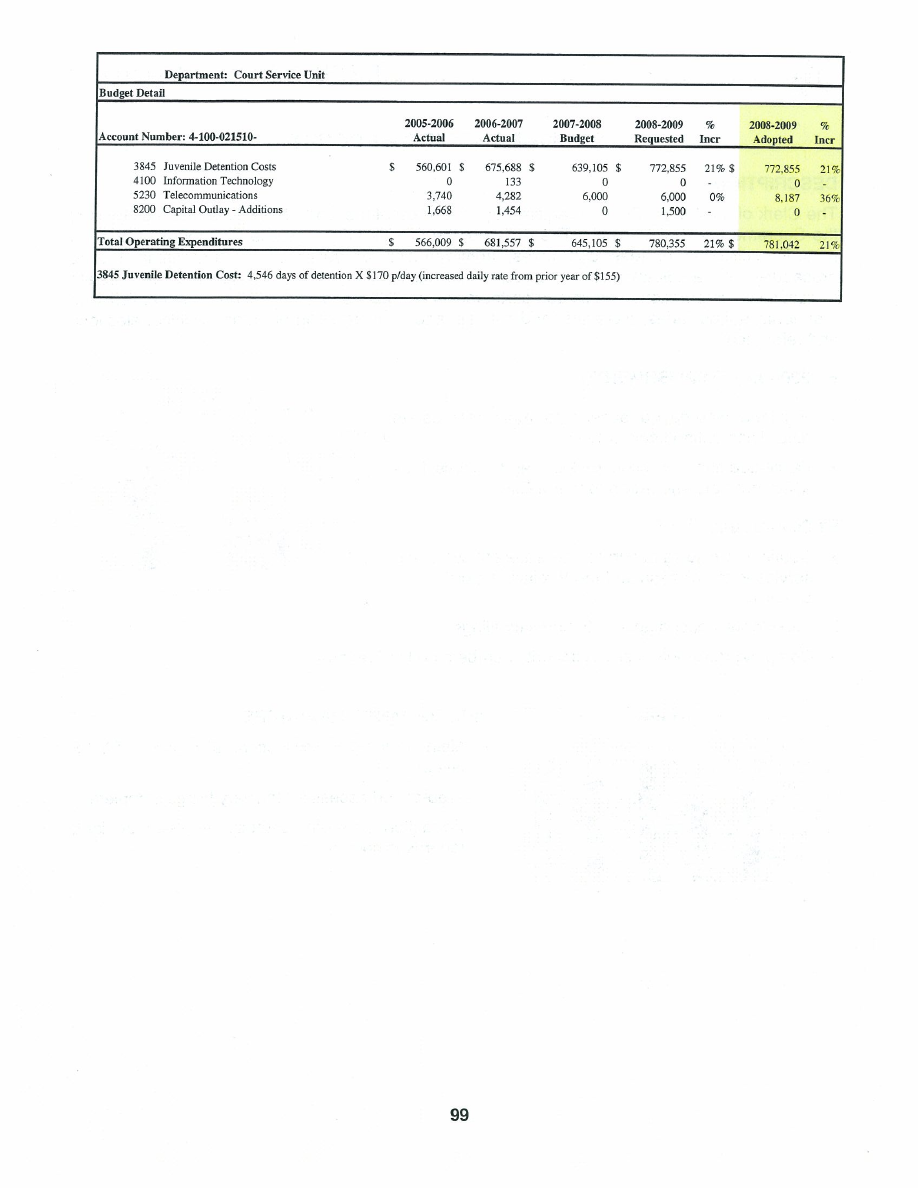 Department: Court Service Unit
Budget Detail
2005-2006 2006-2007 2007-2008 2008-2009 % 2008-2009 %
Account Number: 4-100-021510- Actual Actual Budget Requested Incr Adopted Incr
3845 Juvenile Detention Costs $ 560,601 $ 675,688 $ 639,105 $ 772,855 21% $ 772,855 21%
4100 Information Technology 0 133 0 0 - 0 -
5230 Telecommunications 3,740 4,282 6,000 6,000 0% 8,187 36%
8200 Capital Outlay - Additions 1,668 1,454 0 1,500 - 0 -
Total Operating Expenditures $ 566,009 $ 681,557 $ 645,105 $ 780,355 21% $ 781,042 21%
3845 Juvenile Detention Cost: 4,546 days of detention X $170 p/day (increased daily rate from prior year of $155)
99